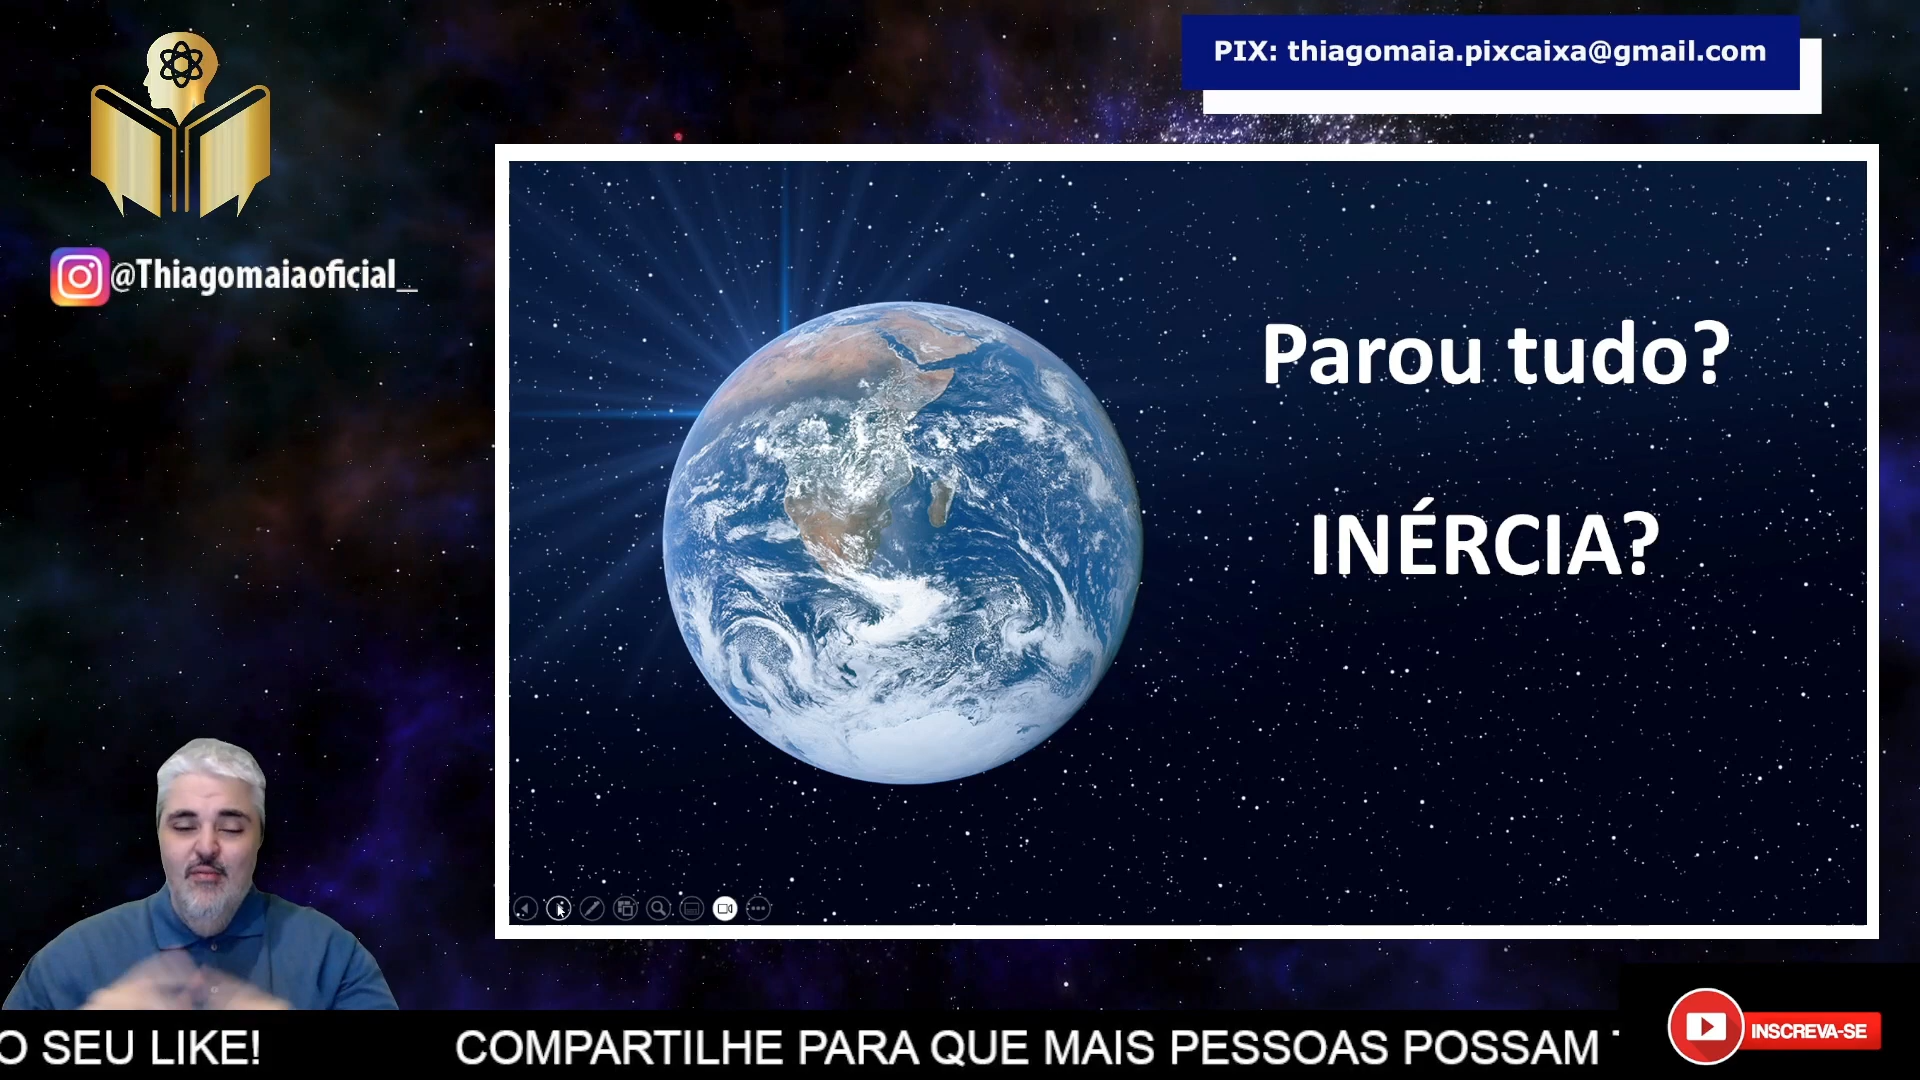 PIX: thiagomaia.pixcaixa@gmail.com
@Thiagomaiaoficial_
Parou tudo?
INÉRCIA?
O SEU LIKE!
COMPARTILHE PARA QUE MAIS PESSOAS POSSAM
INSCREVA-SE